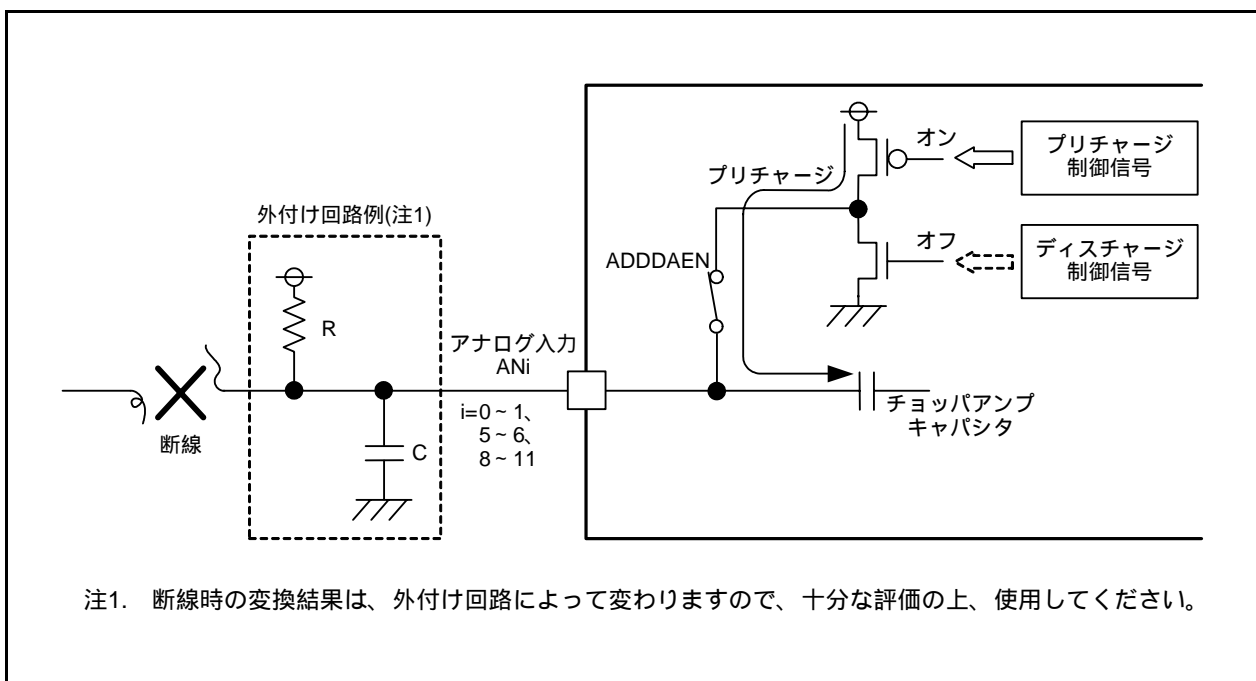 オン
プリチャージ
制御信号
プリチャージ
外付け回路例(注1)
オフ
ディスチャージ
制御信号
ADDDAEN
R
アナログ入力
ANi
i=0~1、
5~6、
8~11
チョッパアンプ
キャパシタ
断線
C
注1. 断線時の変換結果は、外付け回路によって変わりますので、十分な評価の上、使用してください。